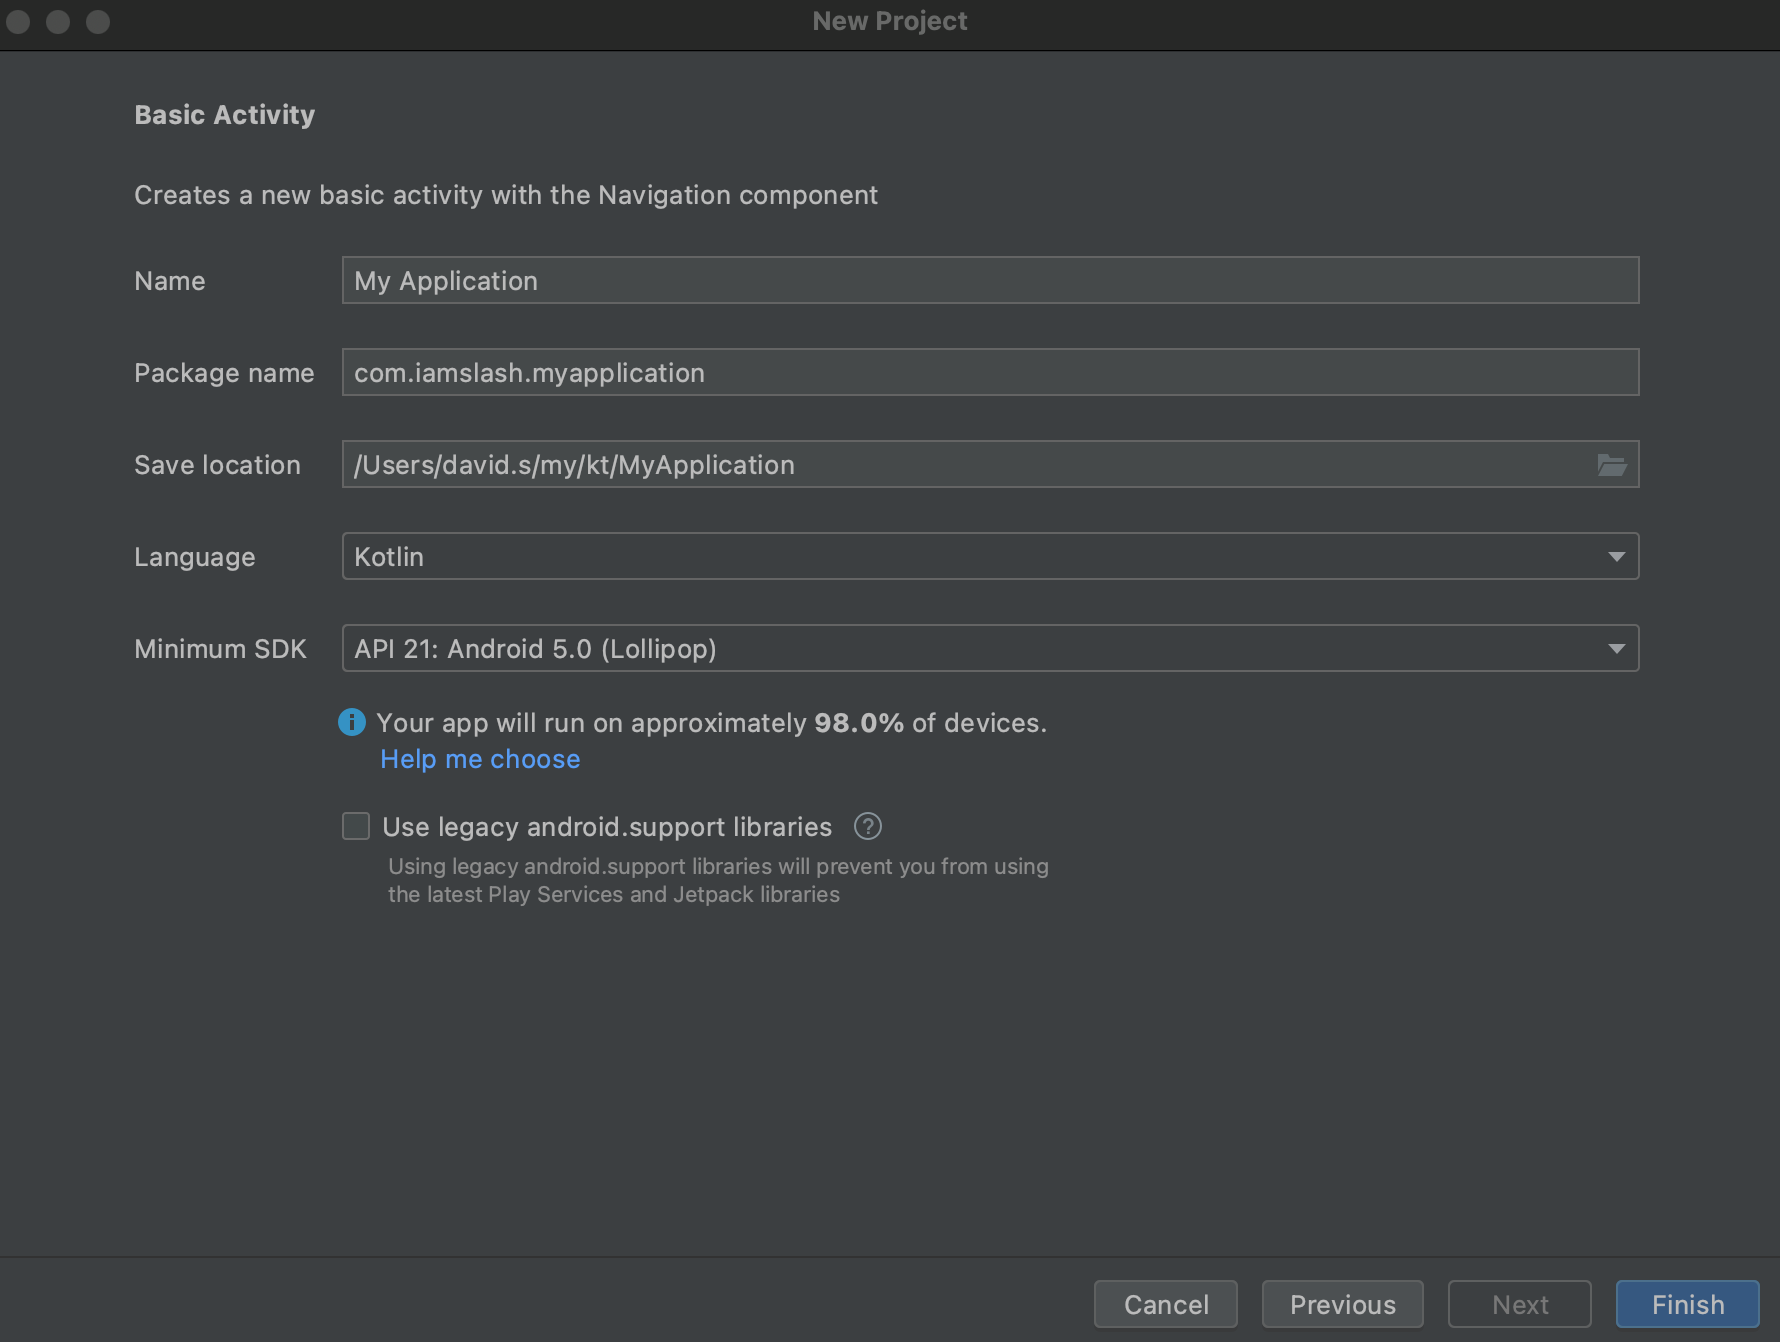 New Project
Basic Activity
Creates a new basic activity with the Navigation component
Name
My Application
Package name
com.iamslash.myapplication
Save location
/Users/david.s/my/kt/MyApplication
Language
Kotlin
Minimum SDK
API 21: Android 5.0 (Lollipop)
Your app will run on approximately 98.0% of devices.
Help me choose
Use legacy android.support libraries
Using legacy android.support libraries will prevent you from using
the latest Play Services and Jetpack libraries
Cancel
Previous
Next
Finish